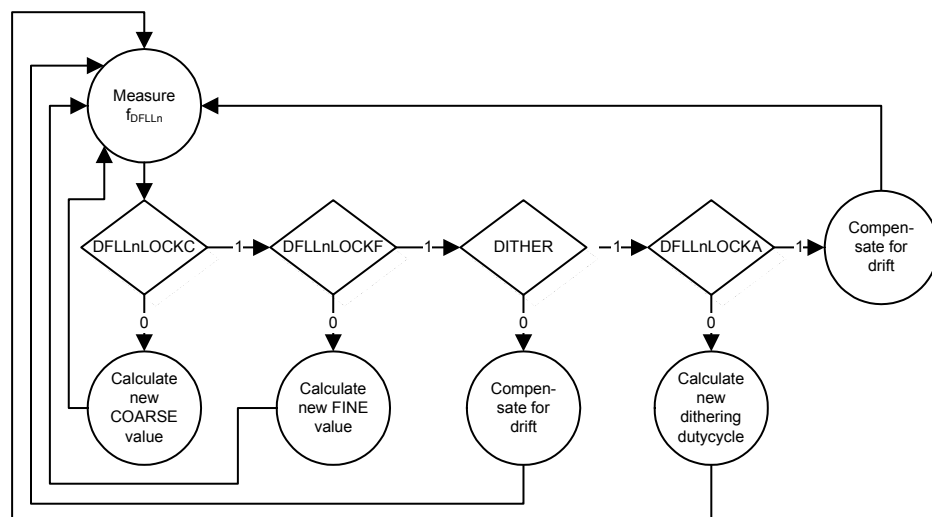 Measure
fDFLLn
DFLLnLOCKC
1
DFLLnLOCKF
1
DITHER
1
DFLLnLOCKA
1
Compen-
sate for
drift
0
0
0
0
Calculate
new
COARSE
value
Calculate
new FINE
value
Compen-
sate for
drift
Calculate
new
dithering
dutycycle